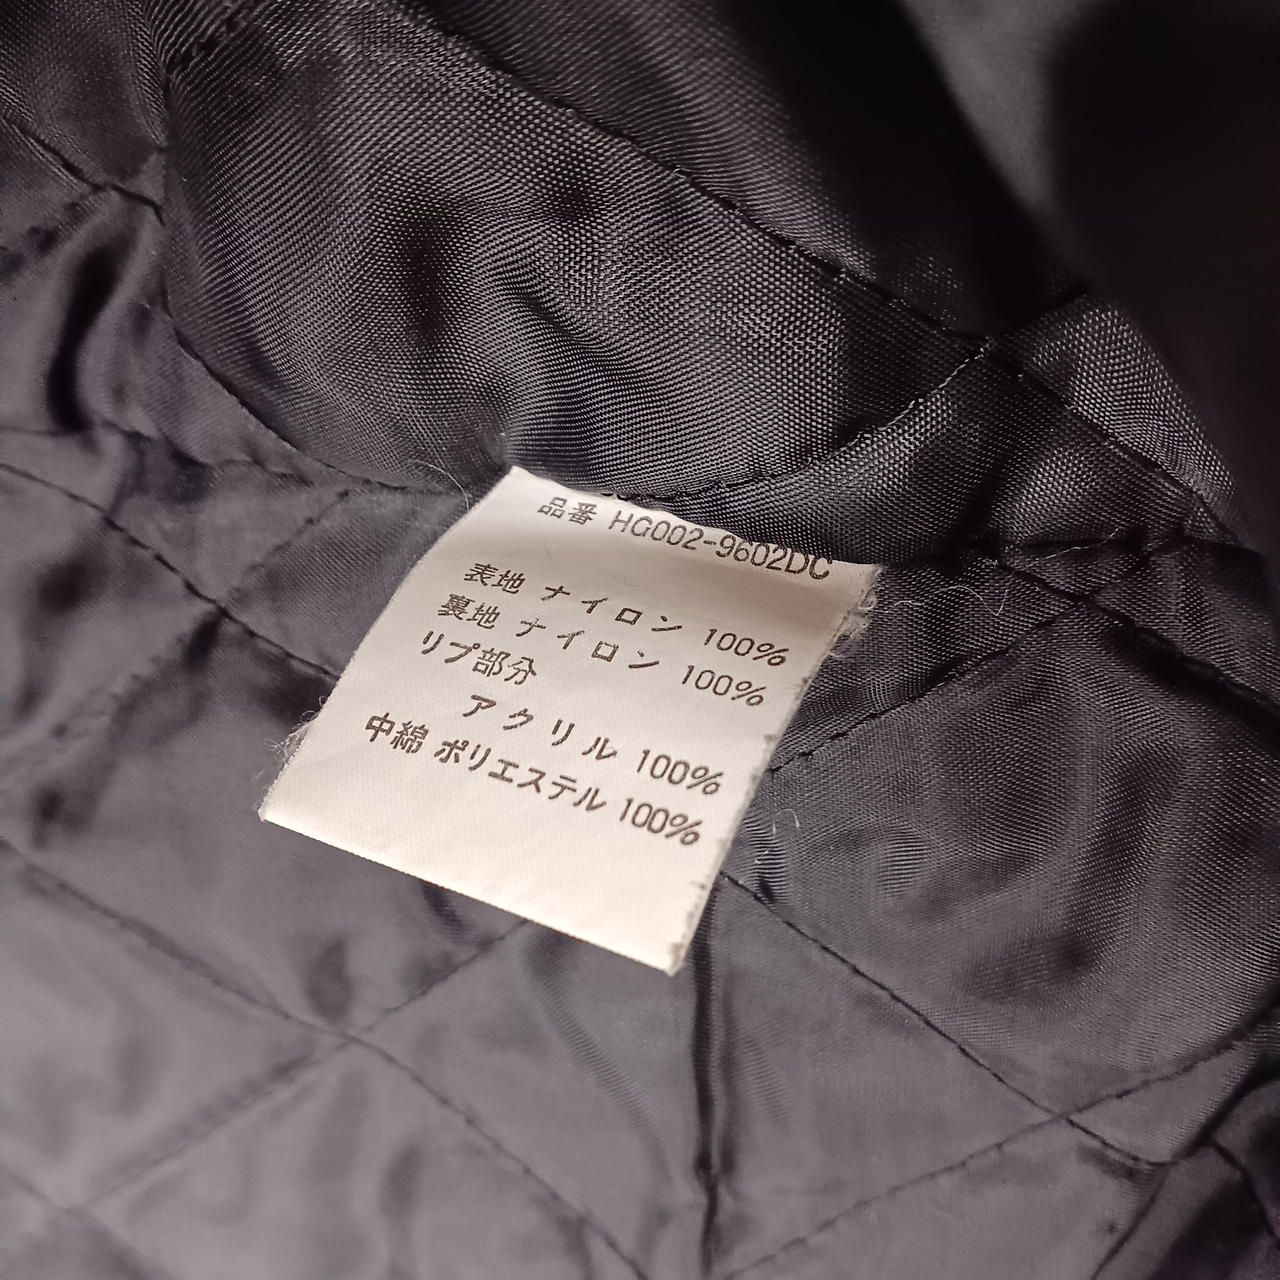 品番 HG002-9602DC
表地 ナイロン 100%
裏地 ナイロン 100%
リブ部分
アクリル 100%
中綿 ポリエステル 100%